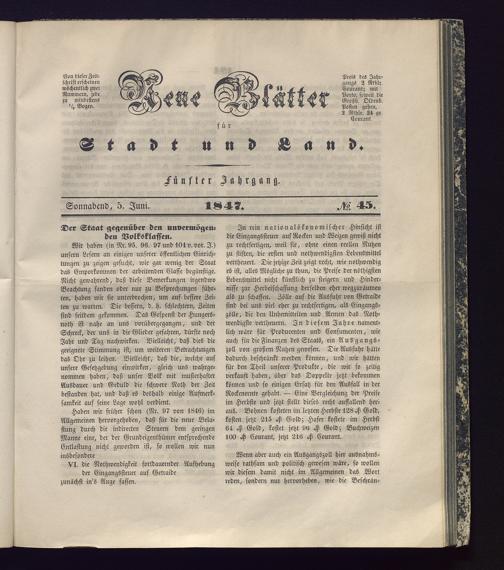 Von dieser Zeit-
schrift erscheinen
wöchentlich zwei
Nummern, jede
zu mindestens
½ Bogen.
Preis des Jahr-
gangs 2 Rthlr.
Courant; mit
Porto, soweit die
Großh. Oldenb.
Posten gehen,
2 Rthlr. 24 gr.
Courant
Neue Blätter
für
Stadt und Land.
Fünfter Jahrgang.
Sonnabend, 5. Juni. 1847. № 45.
Der Staat gegenüber den unvermögen-
den Volksklassen.
Wir haben (in Nr. 95. 96. 97 und 104 v. vor. J.)
unsern Lesern an einigen unserer öffentlichen Einrich-
tungen zu zeigen gesucht, wie gar wenig der Staat
das Emporkommen der arbeitenden Classe begünstige.
Nicht gewahrend, daß diese Bemerkungen irgendwo
Beachtung fanden oder nur zu Besprechungen führ-
ten, haben wir sie unterbrochen, um auf bessere Zei-
ten zu warten. Die bessern, d. h. schlechtern, Zeiten
sind seitdem gekommen. Das Gespenst der Hungers-
noth ist nahe an uns vorübergegangen, und der
Schreck, der uns in die Glieder gefahren, dürfte noch
Jahr und Tag nachwirken. Vielleicht, daß dies die
geeignete Stimmung ist, um weiteren Betrachtungen
das Ohr zu leihen. Vielleicht, daß die, welche auf
unsere Gesetzgebung einwirken, gleich uns wahrge-
nommen haben, daß unser Volk mit musterhafter
Ausdauer und Geduld die schwere Noth der Zeit
bestanden hat, und daß es deshalb einige Aufmerk-
samkeit auf seine Lage wohl verdient.
Haben wir früher schon (Nr. 97 von 1846) im
Allgemeinen hervorgehoben, daß für die neue Bela-
stung durch die indirecten Steuern dem geringen
Manne eine, der der Grundeigenthümer entsprechende
Entlastung nicht geworden ist, so wollen wir nun
insbesondere
VI. die Nothwendigkeit fortdauernder Aufhebung
der Eingangssteuer auf Getraide
zunächst in's Auge fassen.
In rein nationalökonomischer Hinsicht ist
die Eingangssteuer auf Rocken und Weizen gewiß nicht
zu rechtfertigen, weil sie, ohne einen reellen Nutzen
zu stiften, die ersten und nothwendigsten Lebensmittel
vertheuert. Die jetzige Zeit zeigt recht, wie nothwendig
es ist, alles Mögliche zu thun, die Preise der nöthigsten
Lebensmittel nicht künstlich zu steigern, und Hinder-
nisse zur Herbeischaffung derselben eher wegzuräumen
als zu schaffen. Zölle auf die Ausfuhr von Getraide
sind bei uns wie eher zu rechtfertigen, als Eingangs-
zölle, die den Unbemittelten und Armen das Noth-
wendigste vertheuern. In diesem Jahre nament-
lich wäre für Producenten und Consumenten, wie
auch für die Finanzen des Staats, ein Ausgangs-
zoll von großem Nutzen gewesen. Die Ausfuhr hätte
dadurch beschränkt werden können, und wir hätten
für den Theil unserer Produkte, die wir so zeitig
verkauft haben, aber das Doppelte jetzt bekommen
können und so einigen Ersatz für den Ausfall in der
Rockenernte gehabt. — Eine Vergleichung der Preise
im Herbste und jetzt stellt dieses recht auffallend her-
aus. Bohnen kosteten im letzten Herbste 128 ₰ Gold,
kosten jetzt 215 ₰ Gold; Hafer kostete im Herbst
64 ₰ Gold, kostet jetzt 96 ₰ Gold; Buchweizen
100 ₰ Courant, jetzt 216 ₰ Courant.
Wenn aber auch ein Ausgangszoll hier ausnahms-
weise rathsam und politisch gewesen wäre, so wollen
wir diesem damit nicht im Allgemeinen das Wort
reden, sondern nur hervorheben, wie die Beschrän-